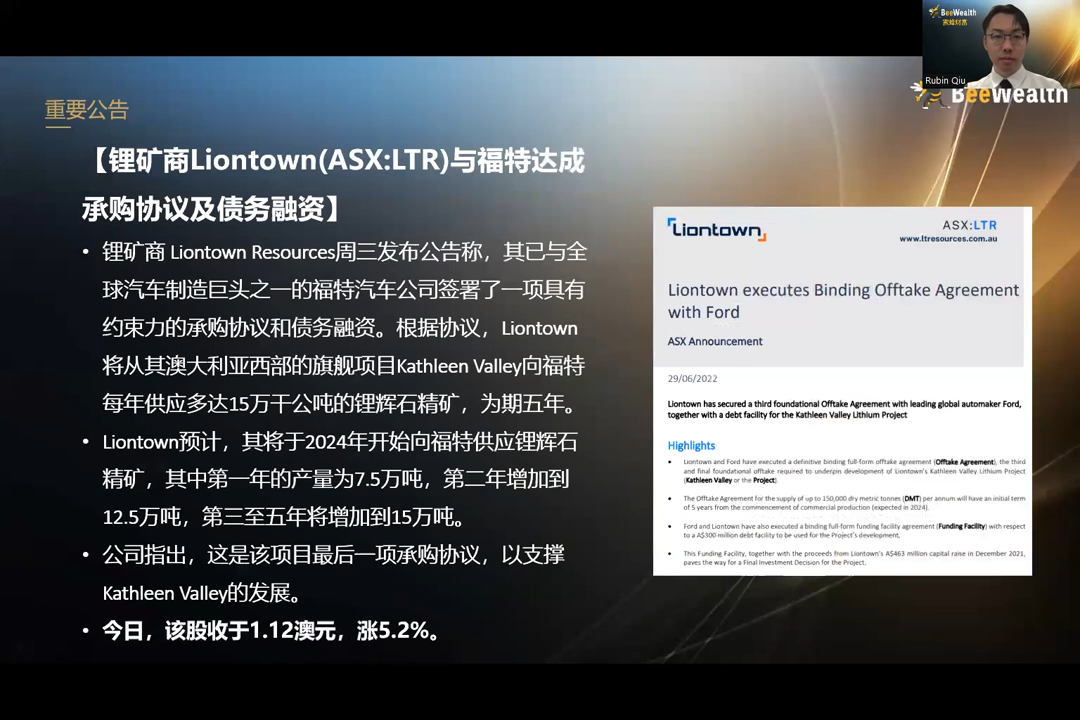 BeeWealth
蜜蜂财富
Rubin Qiu
BeeWealth
重要公告
【锂矿商Liontown(ASX:LTR)与福特达成
承购协议及债务融资】
• 锂矿商 Liontown Resources周三发布公告称，其已与全
球汽车制造巨头之一的福特汽车公司签署了一项具有
约束力的承购协议和债务融资。根据协议，Liontown
将从其澳大利亚西部的旗舰项目Kathleen Valley向福特
每年供应多达15万干公吨的锂辉石精矿，为期五年。
• Liontown预计，其将于2024年开始向福特供应锂辉石
精矿，其中第一年的产量为7.5万吨，第二年增加到
12.5万吨，第三至五年将增加到15万吨。
• 公司指出，这是该项目最后一项承购协议，以支撑
Kathleen Valley的发展。
• 今日，该股收于1.12澳元，涨5.2%。
Liontown
ASX:LTR
www.ltresources.com.au
Liontown executes Binding Offtake Agreement
with Ford
ASX Announcement
29/06/2022
Liontown has secured a third foundational Offtake Agreement with leading global automaker Ford,
together with a debt facility for the Kathleen Valley Lithium Project
Highlights
• Liontown and Ford have executed a definitive binding full-form offtake agreement (Offtake Agreement), the third
and final foundational offtake required to underpin development of Liontown's Kathleen Valley Lithium Project
(Kathleen Valley or the Project).
• The Offtake Agreement for the supply of up to 150,000 dry metric tonnes (DMT) per annum will have an initial term
of 5 years from the commencement of commercial production (expected in 2024).
• Ford and Liontown have also executed a binding full-form funding facility agreement (Funding Facility) with respect
to a A$300 million debt facility to be used for the Project's development.
• This Funding Facility, together with the proceeds from Liontown's A$463 million capital raise in December 2021,
paves the way for a Final Investment Decision for the Project.